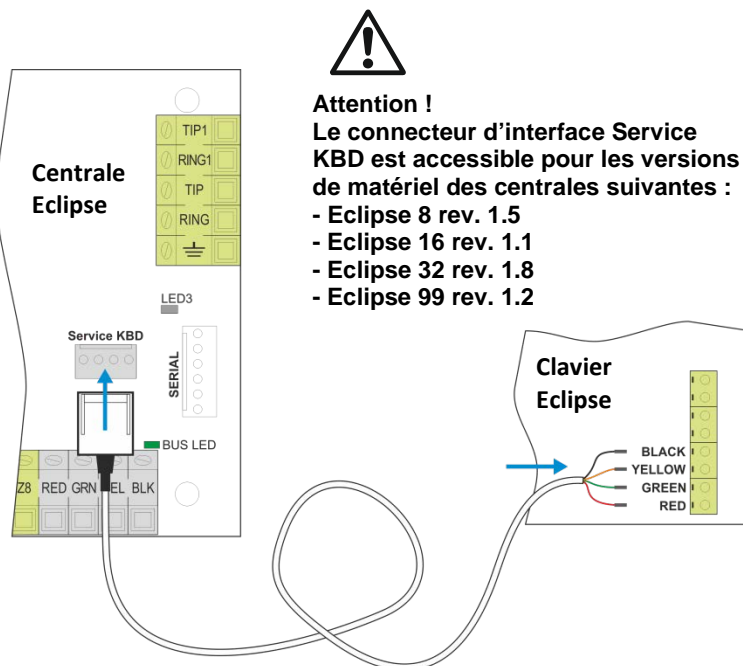 Attention !
Le connecteur d’interface Service
KBD est accessible pour les versions
de matériel des centrales suivantes :
- Eclipse 8 rev. 1.5
- Eclipse 16 rev. 1.1
- Eclipse 32 rev. 1.8
- Eclipse 99 rev. 1.2
Centrale
Eclipse
TIP1
RING1
TIP
RING
LED3
Service KBD
SERIAL
BUS LED
Z8 RED GRN EL BLK
Clavier
Eclipse
BLACK
YELLOW
GREEN
RED